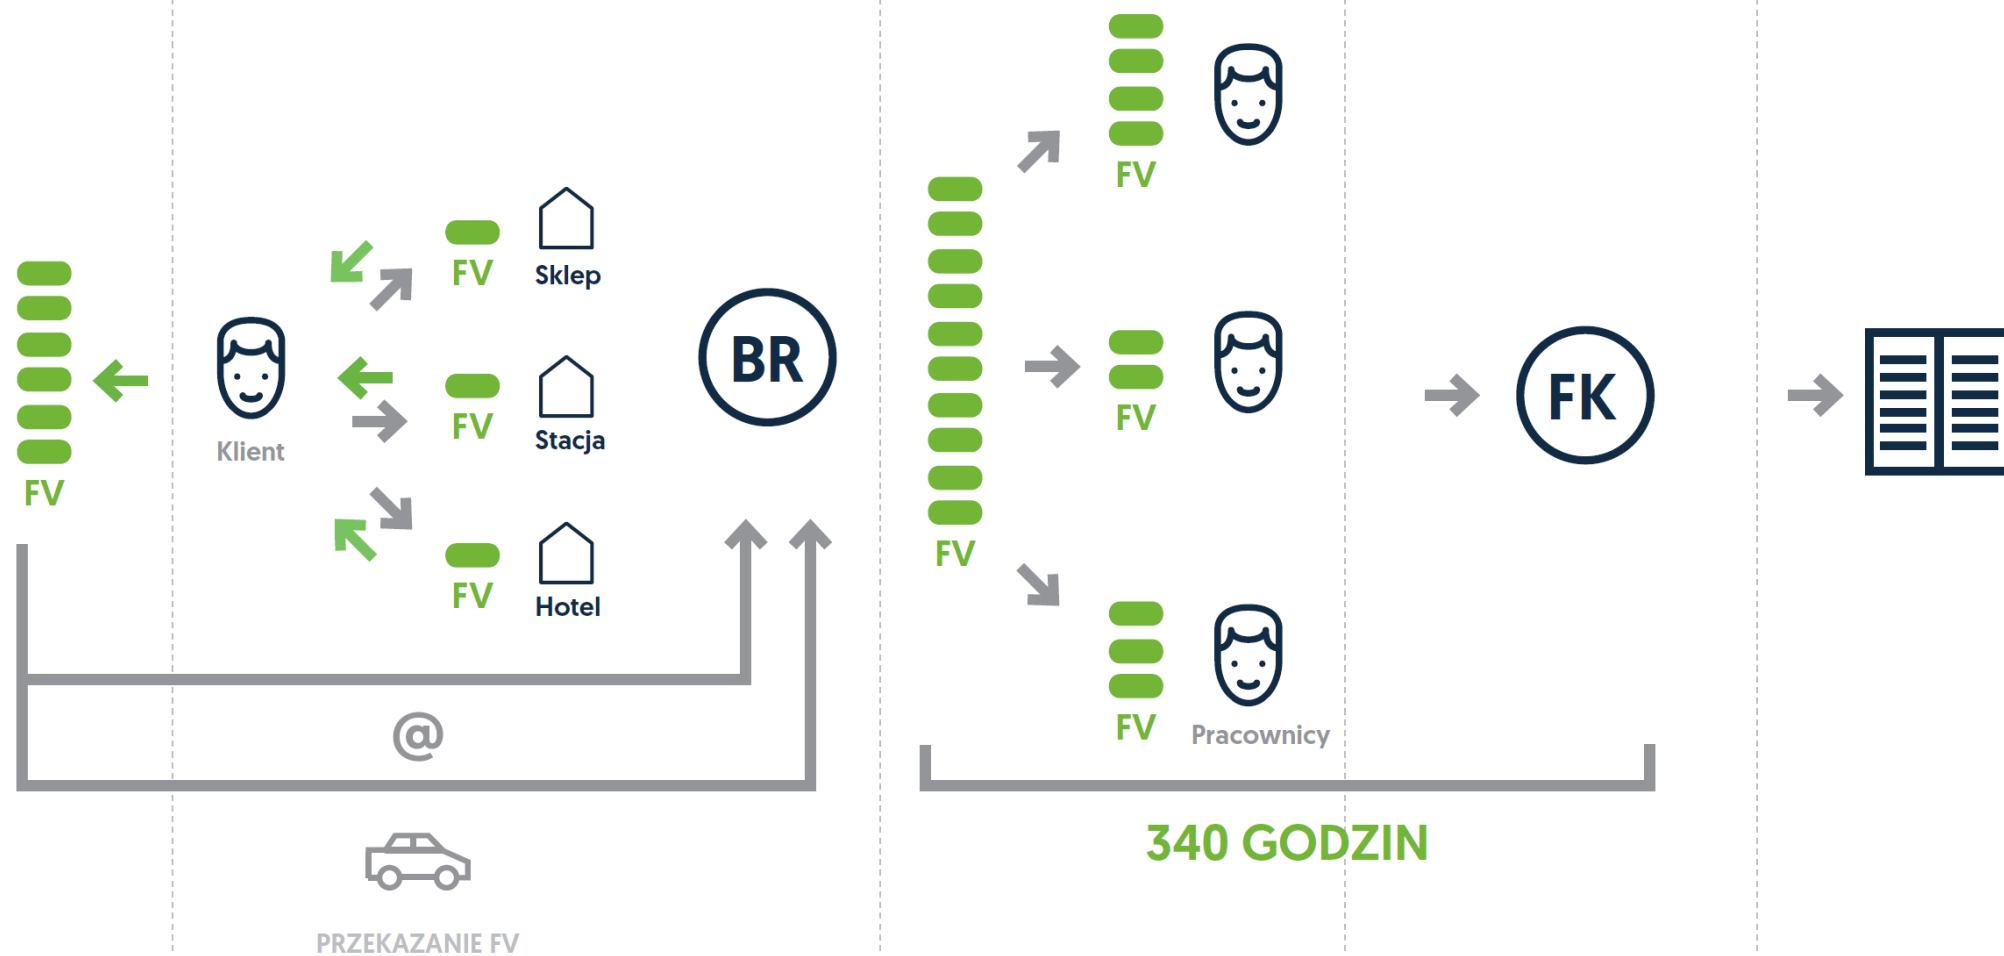 FV
Klient
FV
Sklep
FV
Stacja
FV
Hotel
BR
@
PRZEKAZANIE FV
FV
FV
FV
FV
Pracownicy
340 GODZIN
FK